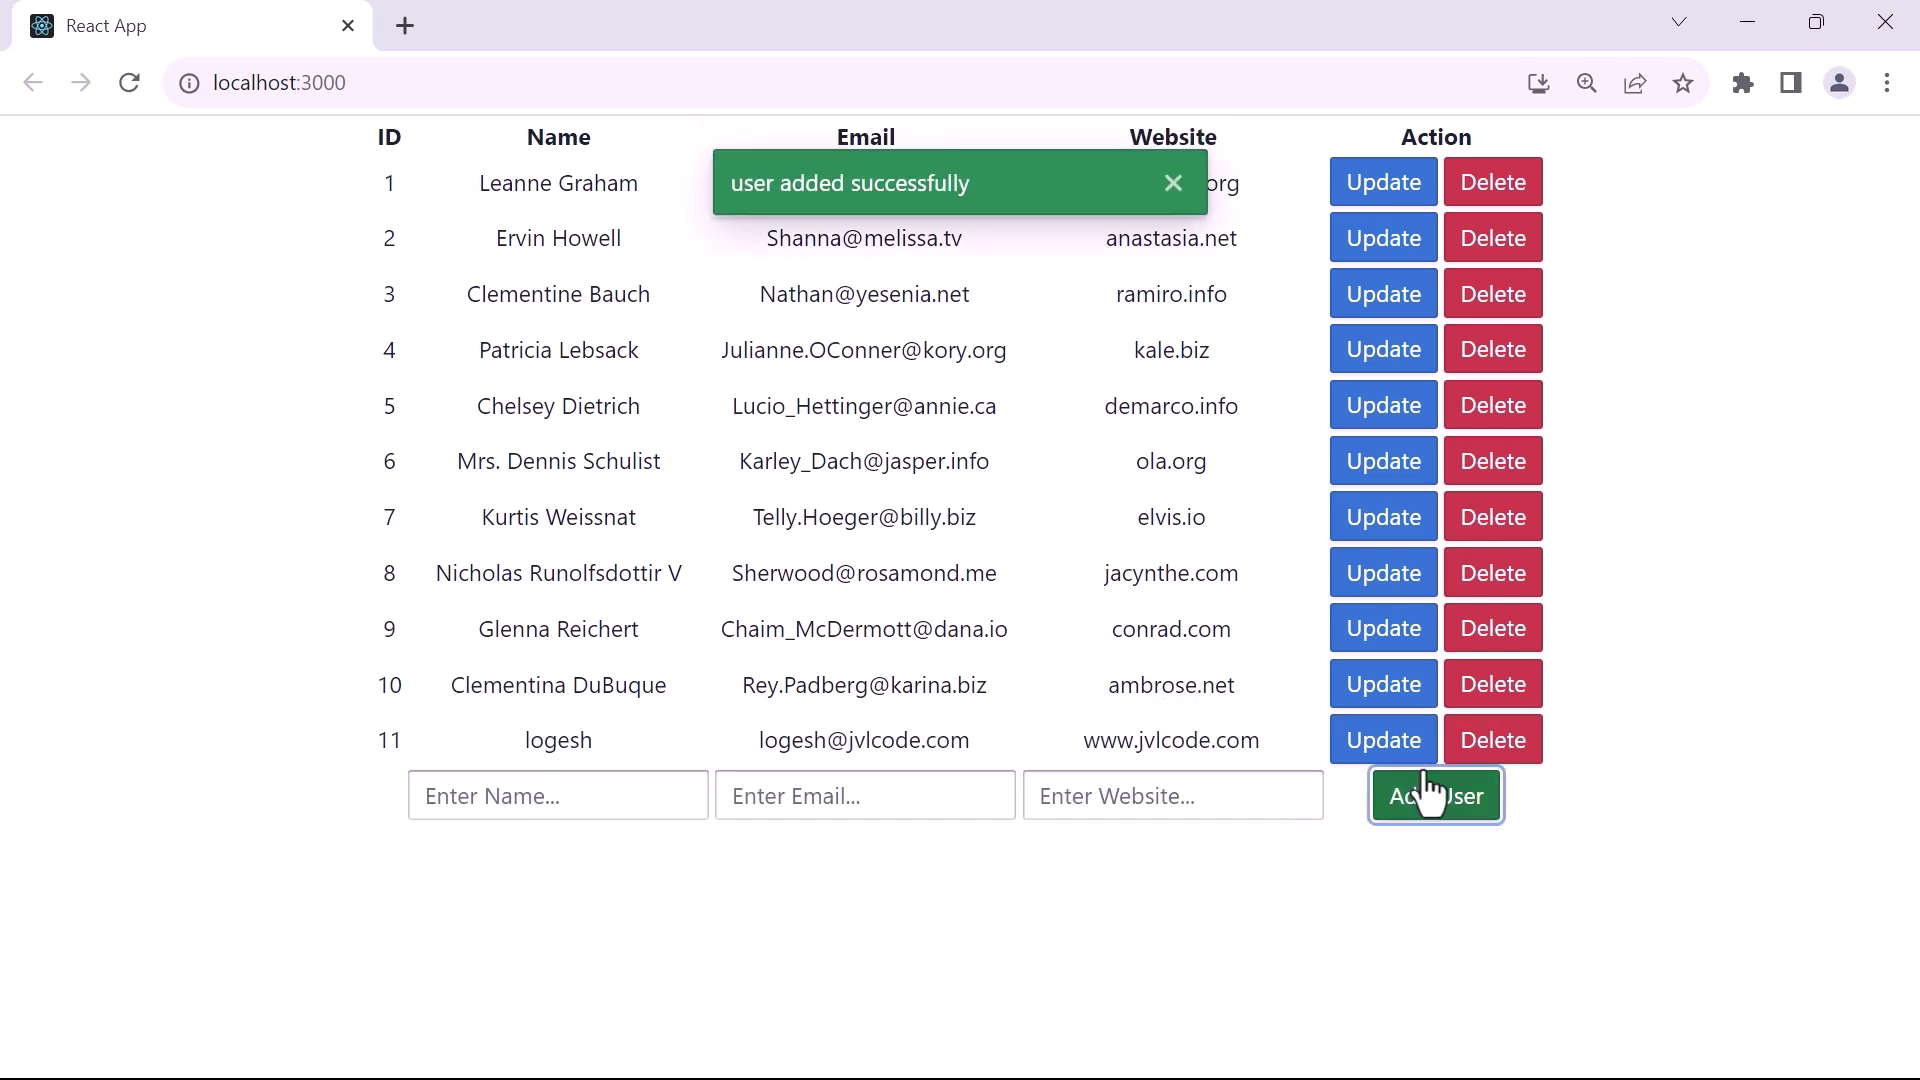 React App
localhost:3000
ID Name Email Website Action
1 Leanne Graham org Update Delete
user added successfully
2 Ervin Howell Shanna@melissa.tv anastasia.net Update Delete
3 Clementine Bauch Nathan@yesenia.net ramiro.info Update Delete
4 Patricia Lebsack Julianne.OConner@kory.org kale.biz Update Delete
5 Chelsey Dietrich Lucio_Hettinger@annie.ca demarco.info Update Delete
6 Mrs. Dennis Schulist Karley_Dach@jasper.info ola.org Update Delete
7 Kurtis Weissnat Telly.Hoeger@billy.biz elvis.io Update Delete
8 Nicholas Runolfsdottir V Sherwood@rosamond.me jacynthe.com Update Delete
9 Glenna Reichert Chaim_McDermott@dana.io conrad.com Update Delete
10 Clementina DuBuque Rey.Padberg@karina.biz ambrose.net Update Delete
11 logesh logesh@jvlcode.com www.jvlcode.com Update Delete
Enter Name... Enter Email... Enter Website... Add User